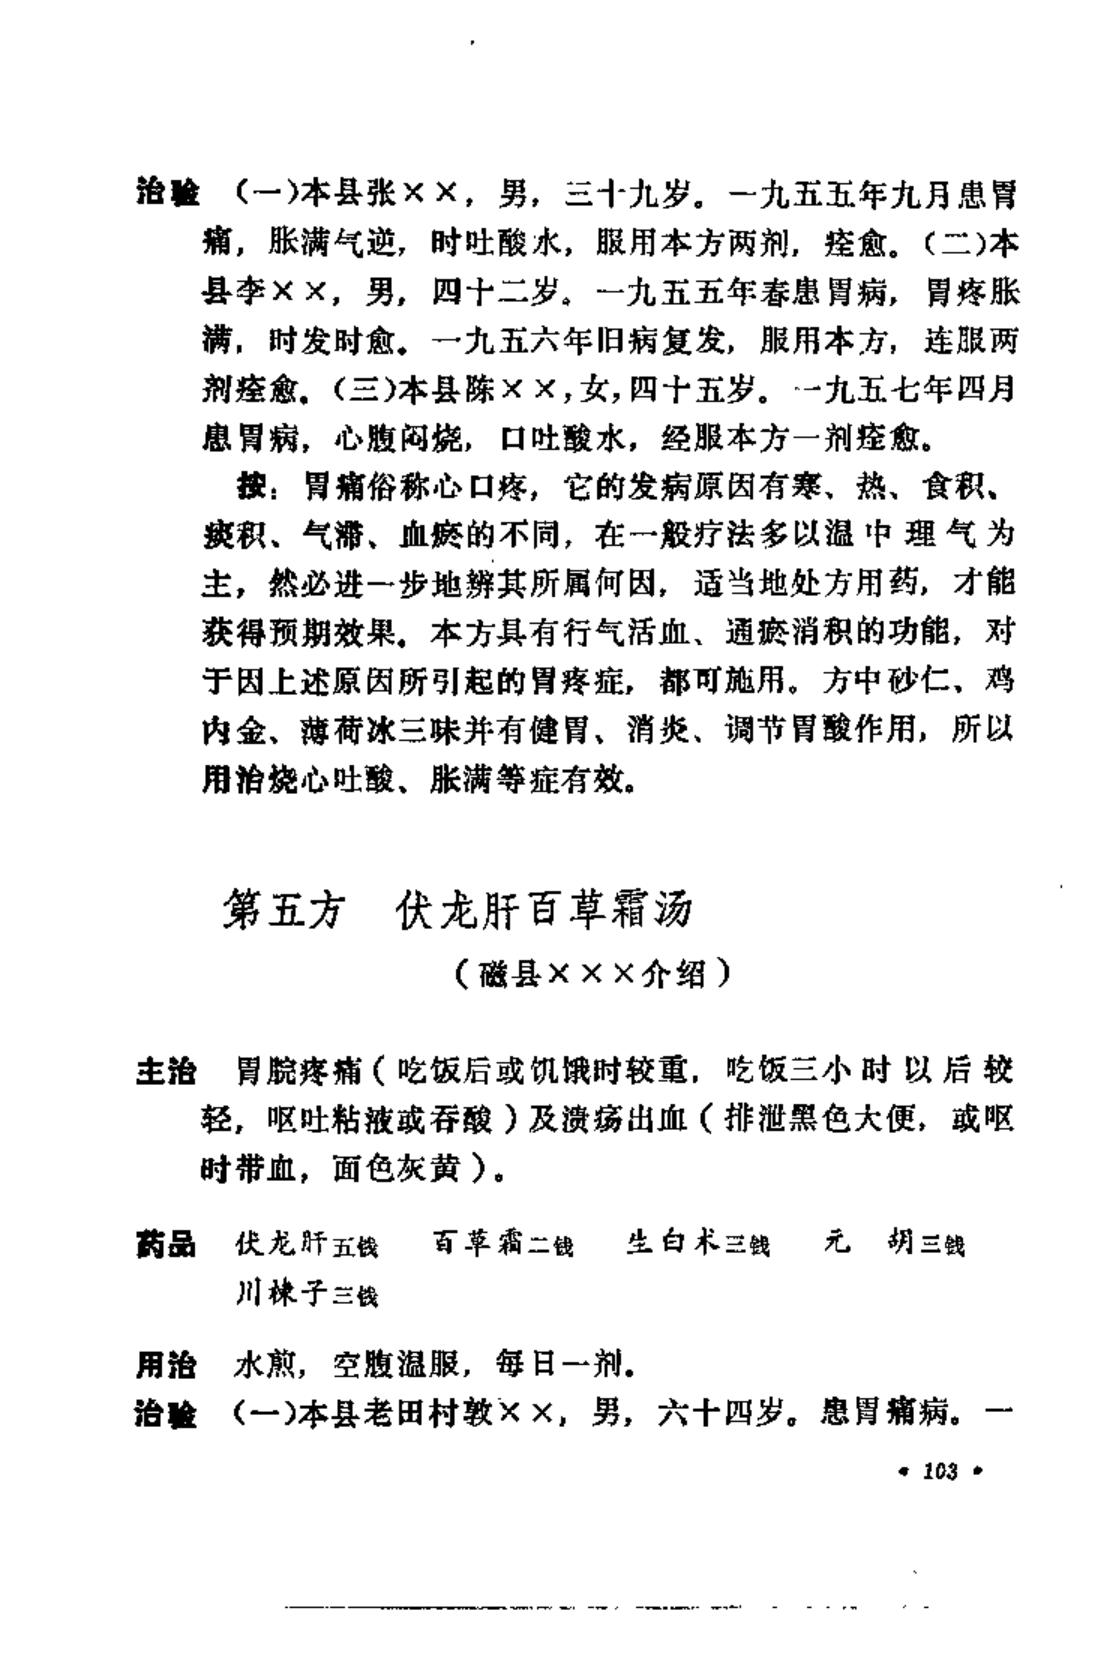 治验 （一）本县张××，男，三十九岁。一九五五年九月患胃
痛，胀满气逆，时吐酸水，服用本方两剂，痊愈。（二）本
县李××，男，四十二岁。一九五五年春患胃病，胃疼胀
满，时发时愈。一九五六年旧病复发，服用本方，连服两
剂痊愈。（三）本县陈××，女，四十五岁。一九五七年四月
患胃病，心腹闷烧，口吐酸水，经服本方一剂痊愈。
按：胃痛俗称心口疼，它的发病原因有寒、热、食积、
痰积、气滞、血瘀的不同，在一般疗法多以温中理气为
主，然必进一步地辨其所属何因，适当地处方用药，才能
获得预期效果。本方具有行气活血、通瘀消积的功能，对
于因上述原因所引起的胃疼症，都可施用。方中砂仁、鸡
内金、薄荷冰三味并有健胃、消炎、调节胃酸作用，所以
用治烧心吐酸、胀满等症有效。
第五方 伏龙肝百草霜汤
（磁县×××介绍）
主治 胃脘疼痛（吃饭后或饥饿时较重，吃饭三小时以后较
轻，呕吐粘液或吞酸）及溃疡出血（排泄黑色大便，或呕
时带血，面色灰黄）。
药品 伏龙肝五钱 百草霜二钱 生白术三钱 元胡三钱
川楝子三钱
用治 水煎，空腹温服，每日一剂。
治验 （一）本县老田村敦××，男，六十四岁。患胃痛病。一
• 103 •